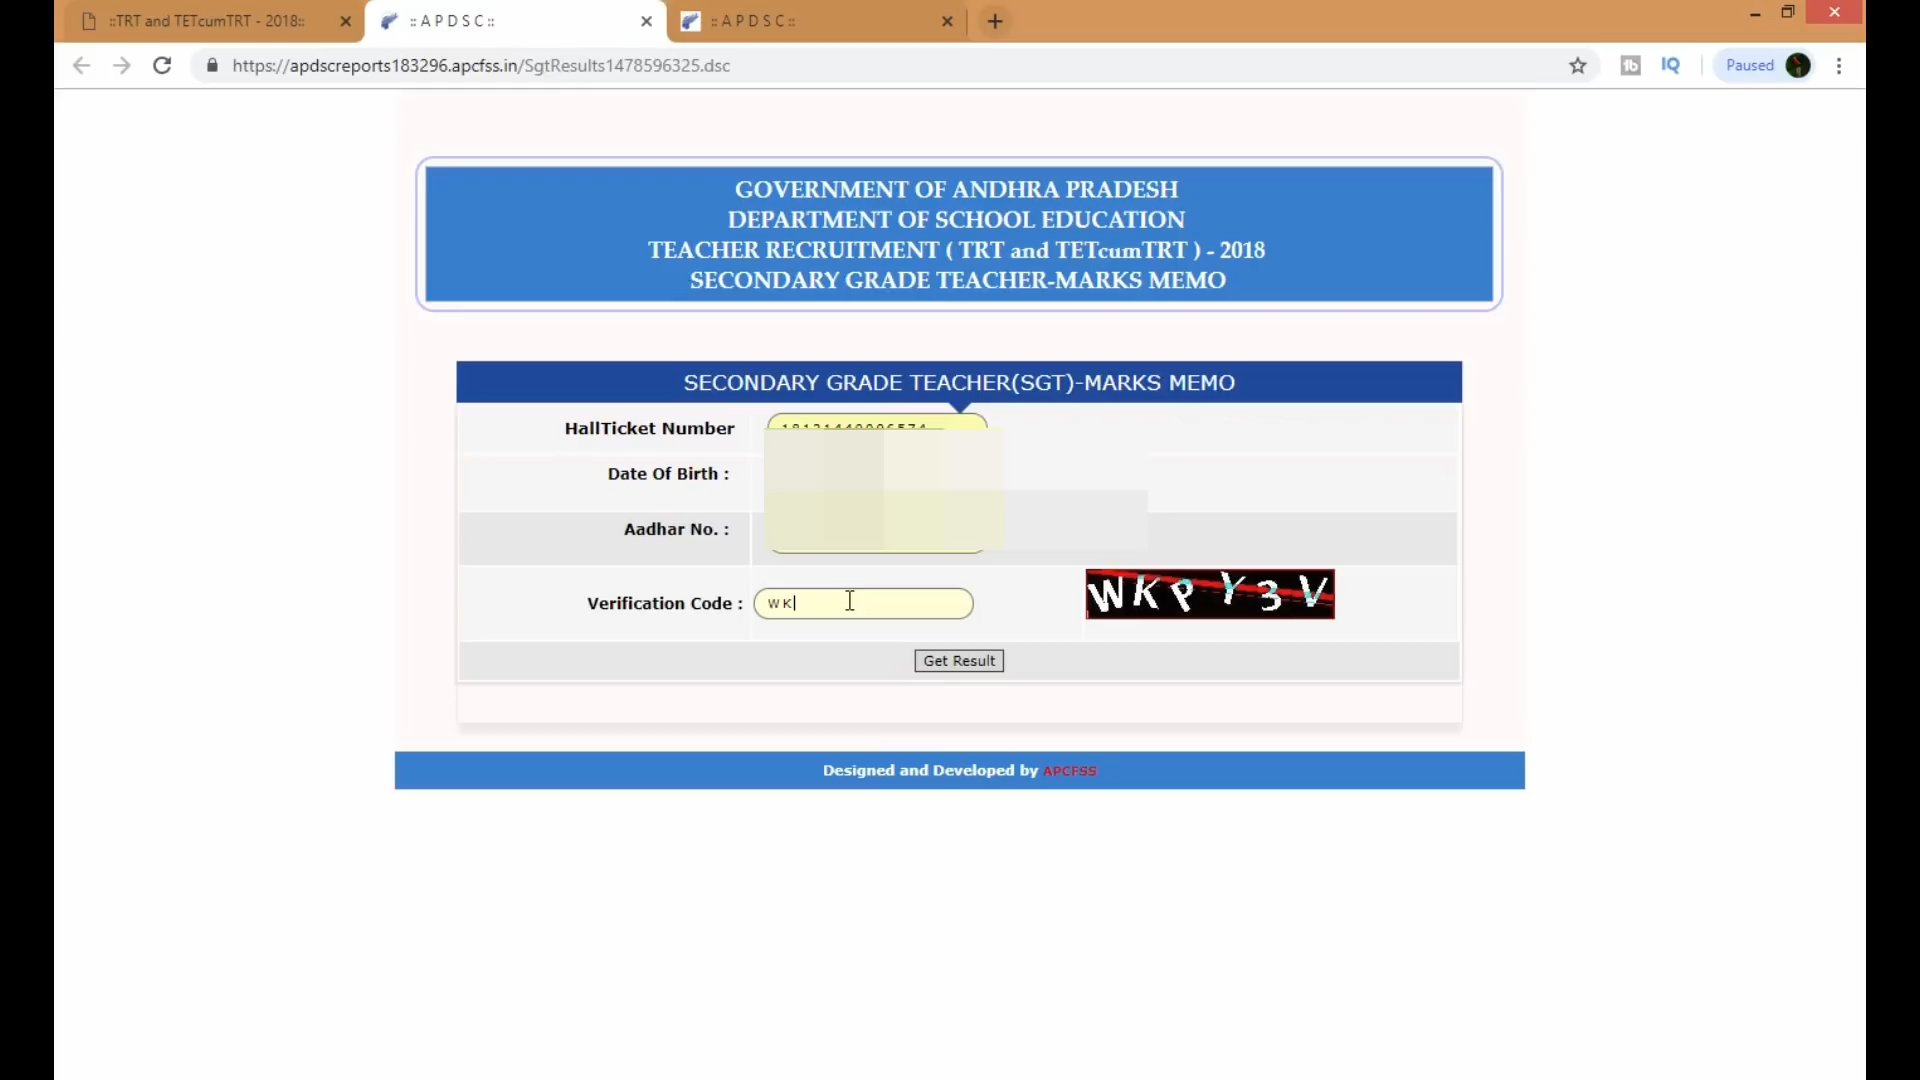 ::TRT and TETcumTRT - 2018::
:: A P D S C ::
:: A P D S C ::
https://apdscreports183296.apcfss.in/SgtResults1478596325.dsc
IQ
Paused
GOVERNMENT OF ANDHRA PRADESH
DEPARTMENT OF SCHOOL EDUCATION
TEACHER RECRUITMENT ( TRT and TETcumTRT ) - 2018
SECONDARY GRADE TEACHER-MARKS MEMO
SECONDARY GRADE TEACHER(SGT)-MARKS MEMO
HallTicket Number
Date Of Birth :
Aadhar No. :
Verification Code : WK
WKPY3V
Get Result
Designed and Developed by APCFSS